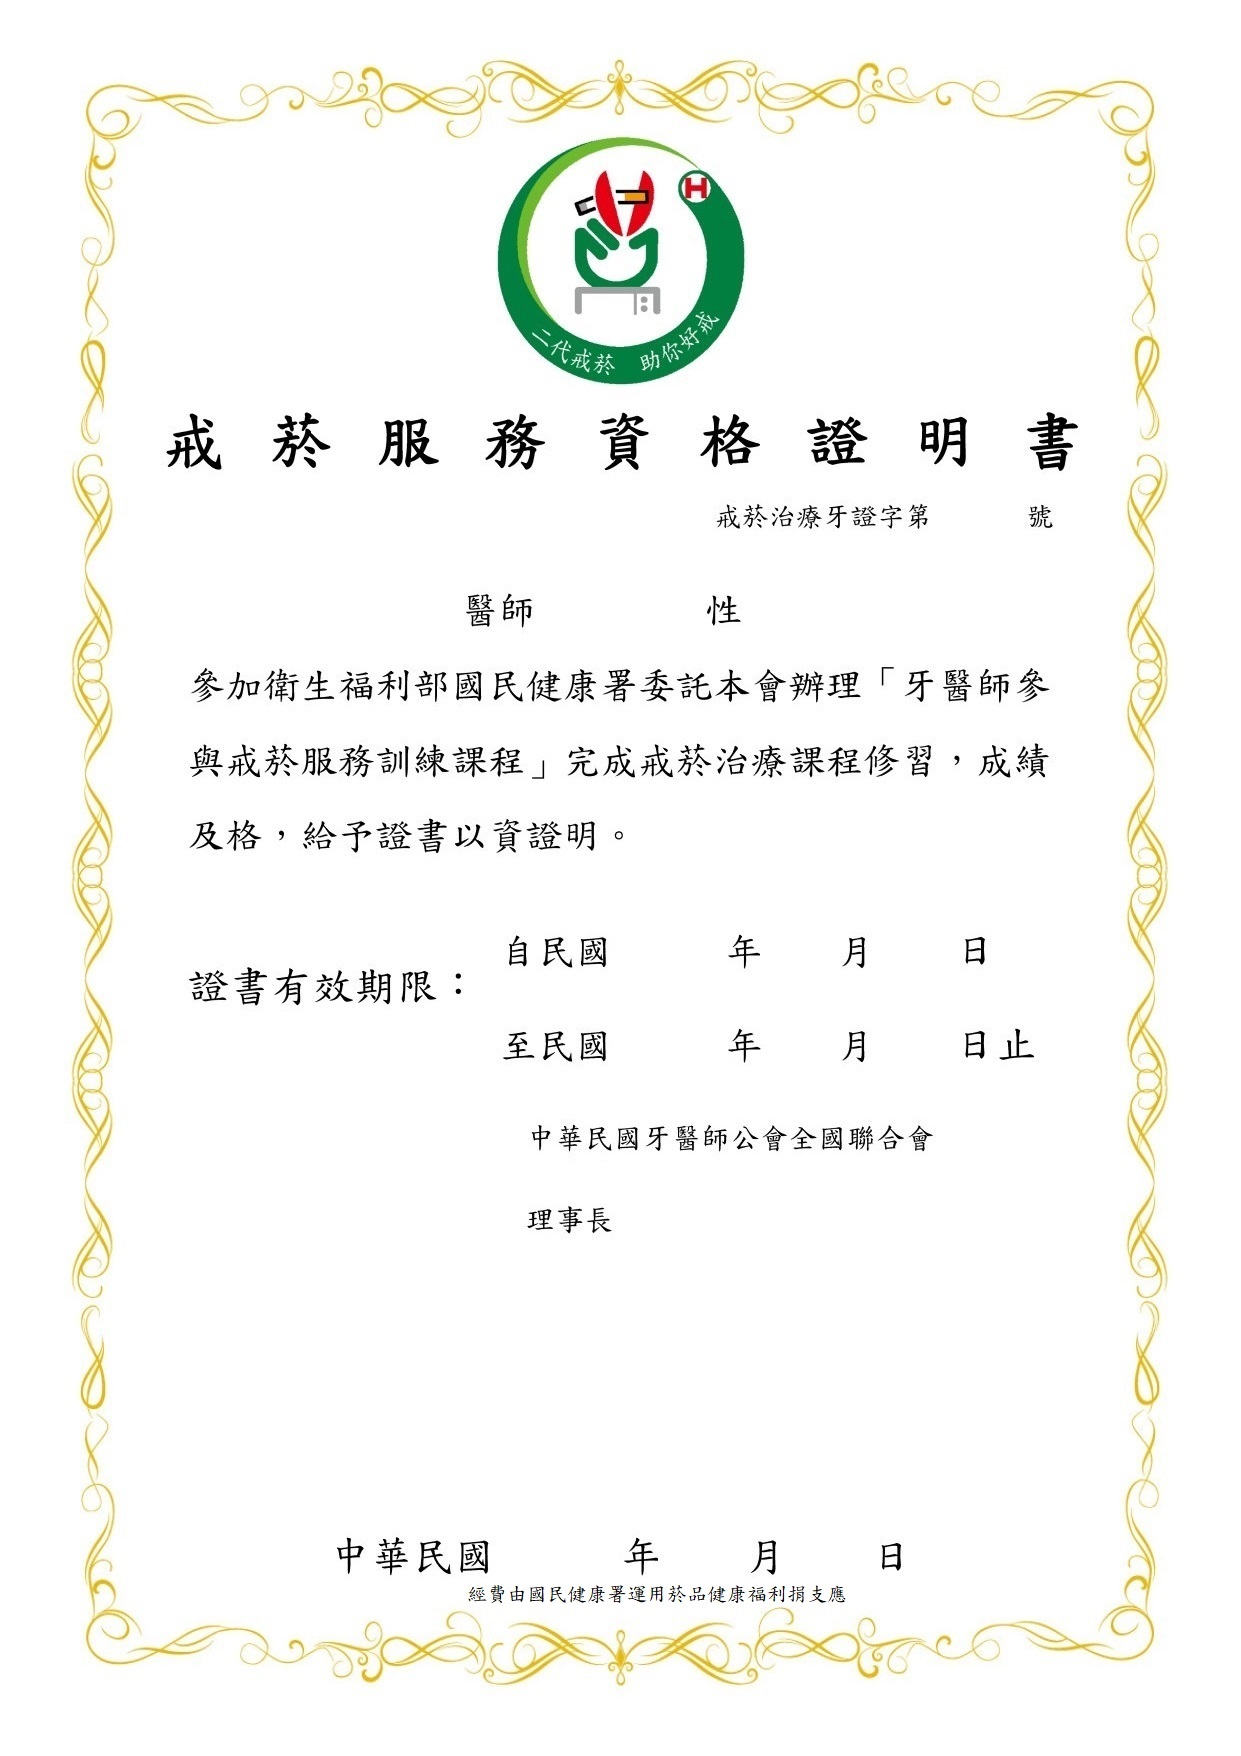 H
二代戒菸 助你好戒
戒菸服務資格證明書
戒菸治療牙證字第 號
醫師 性
參加衛生福利部國民健康署委託本會辦理「牙醫師參
與戒菸服務訓練課程」完成戒菸治療課程修習，成績
及格，給予證書以資證明。
證書有效期限：
自民國 年 月 日
至民國 年 月 日止
中華民國牙醫師公會全國聯合會
理事長
中華民國 年 月 日
經費由國民健康署運用菸品健康福利捐支應